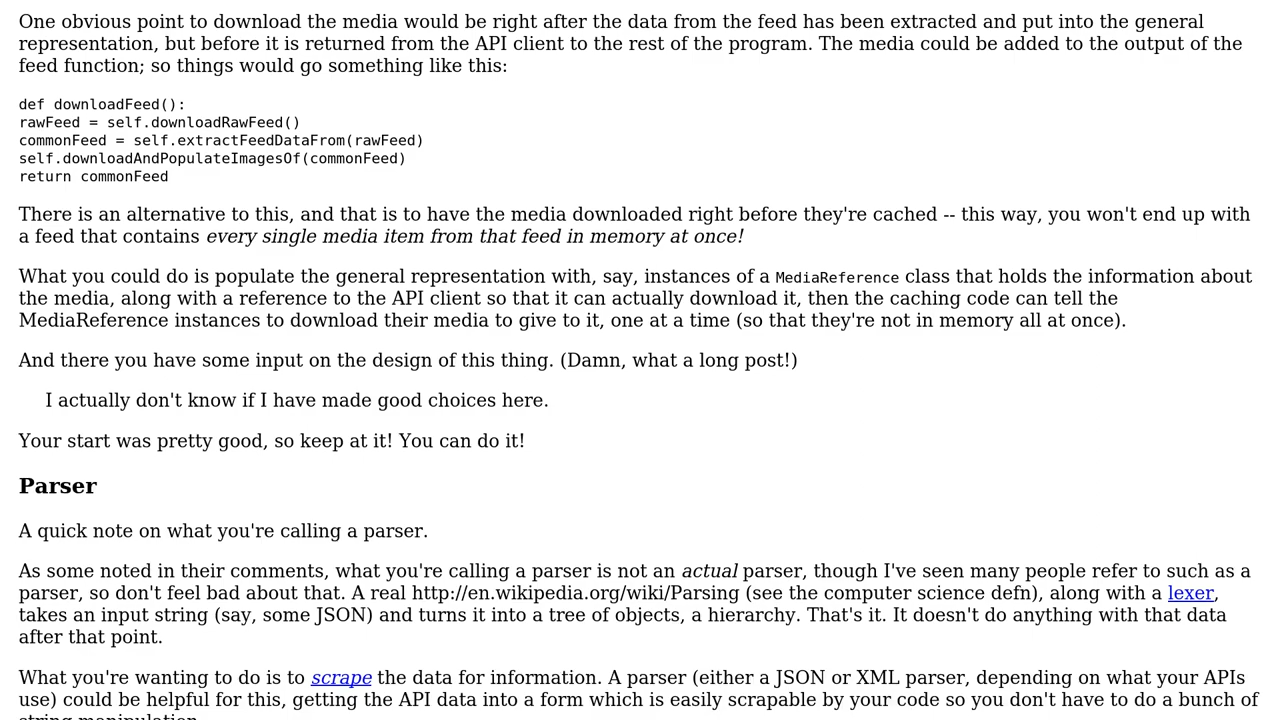 One obvious point to download the media would be right after the data from the feed has been extracted and put into the general
representation, but before it is returned from the API client to the rest of the program. The media could be added to the output of the
feed function; so things would go something like this:
def downloadFeed():
rawFeed = self.downloadRawFeed()
commonFeed = self.extractFeedDataFrom(rawFeed)
self.downloadAndPopulateImagesOf(commonFeed)
return commonFeed
There is an alternative to this, and that is to have the media downloaded right before they're cached -- this way, you won't end up with
a feed that contains every single media item from that feed in memory at once!
What you could do is populate the general representation with, say, instances of a MediaReference class that holds the information about
the media, along with a reference to the API client so that it can actually download it, then the caching code can tell the
MediaReference instances to download their media to give to it, one at a time (so that they're not in memory all at once).
And there you have some input on the design of this thing. (Damn, what a long post!)
I actually don't know if I have made good choices here.
Your start was pretty good, so keep at it! You can do it!
Parser
A quick note on what you're calling a parser.
As some noted in their comments, what you're calling a parser is not an actual parser, though I've seen many people refer to such as a
parser, so don't feel bad about that. A real http://en.wikipedia.org/wiki/Parsing (see the computer science defn), along with a lexer,
takes an input string (say, some JSON) and turns it into a tree of objects, a hierarchy. That's it. It doesn't do anything with that data
after that point.
What you're wanting to do is to scrape the data for information. A parser (either a JSON or XML parser, depending on what your APIs
use) could be helpful for this, getting the API data into a form which is easily scrapable by your code so you don't have to do a bunch of
string manipulation.